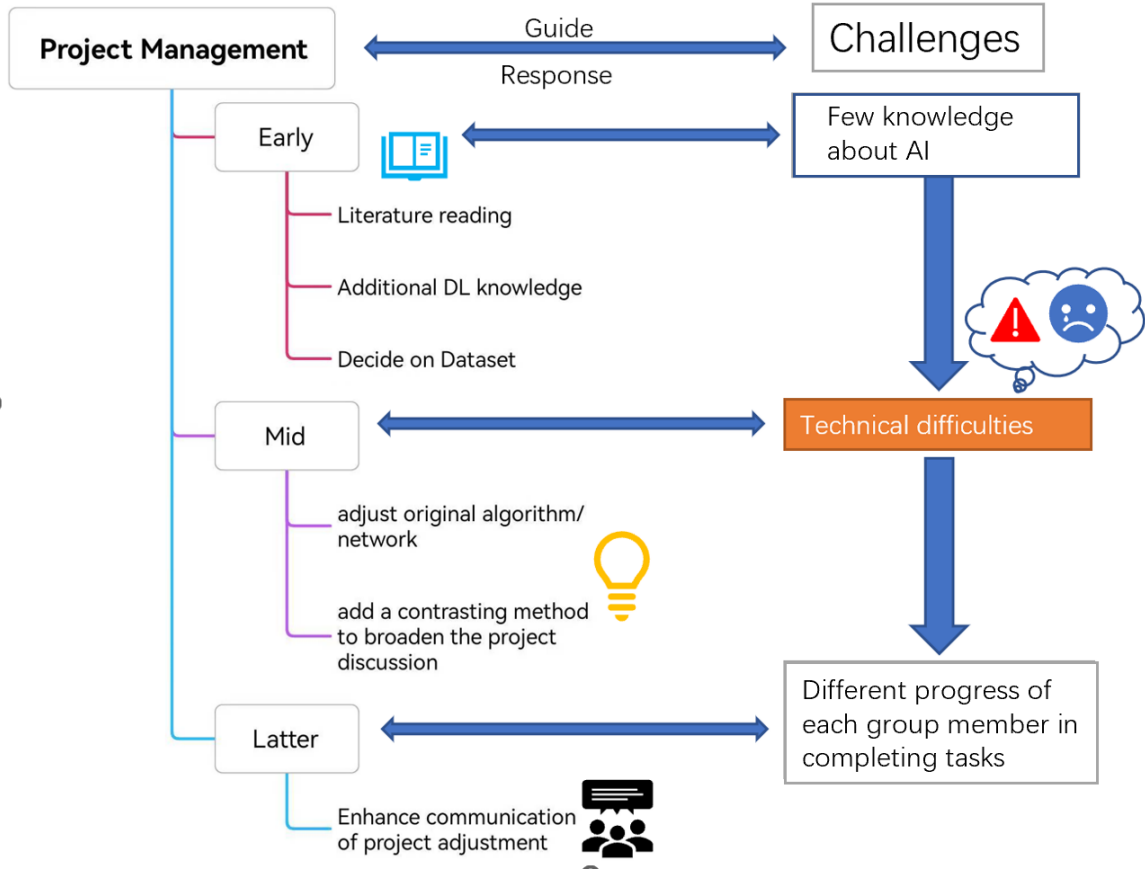 Project Management
Guide
Response
Challenges
Early
Few knowledge
about AI
Literature reading
Additional DL knowledge
Decide on Dataset
Mid
Technical difficulties
adjust original algorithm/
network
add a contrasting method
to broaden the project
discussion
Latter
Different progress of
each group member in
completing tasks
Enhance communication
of project adjustment